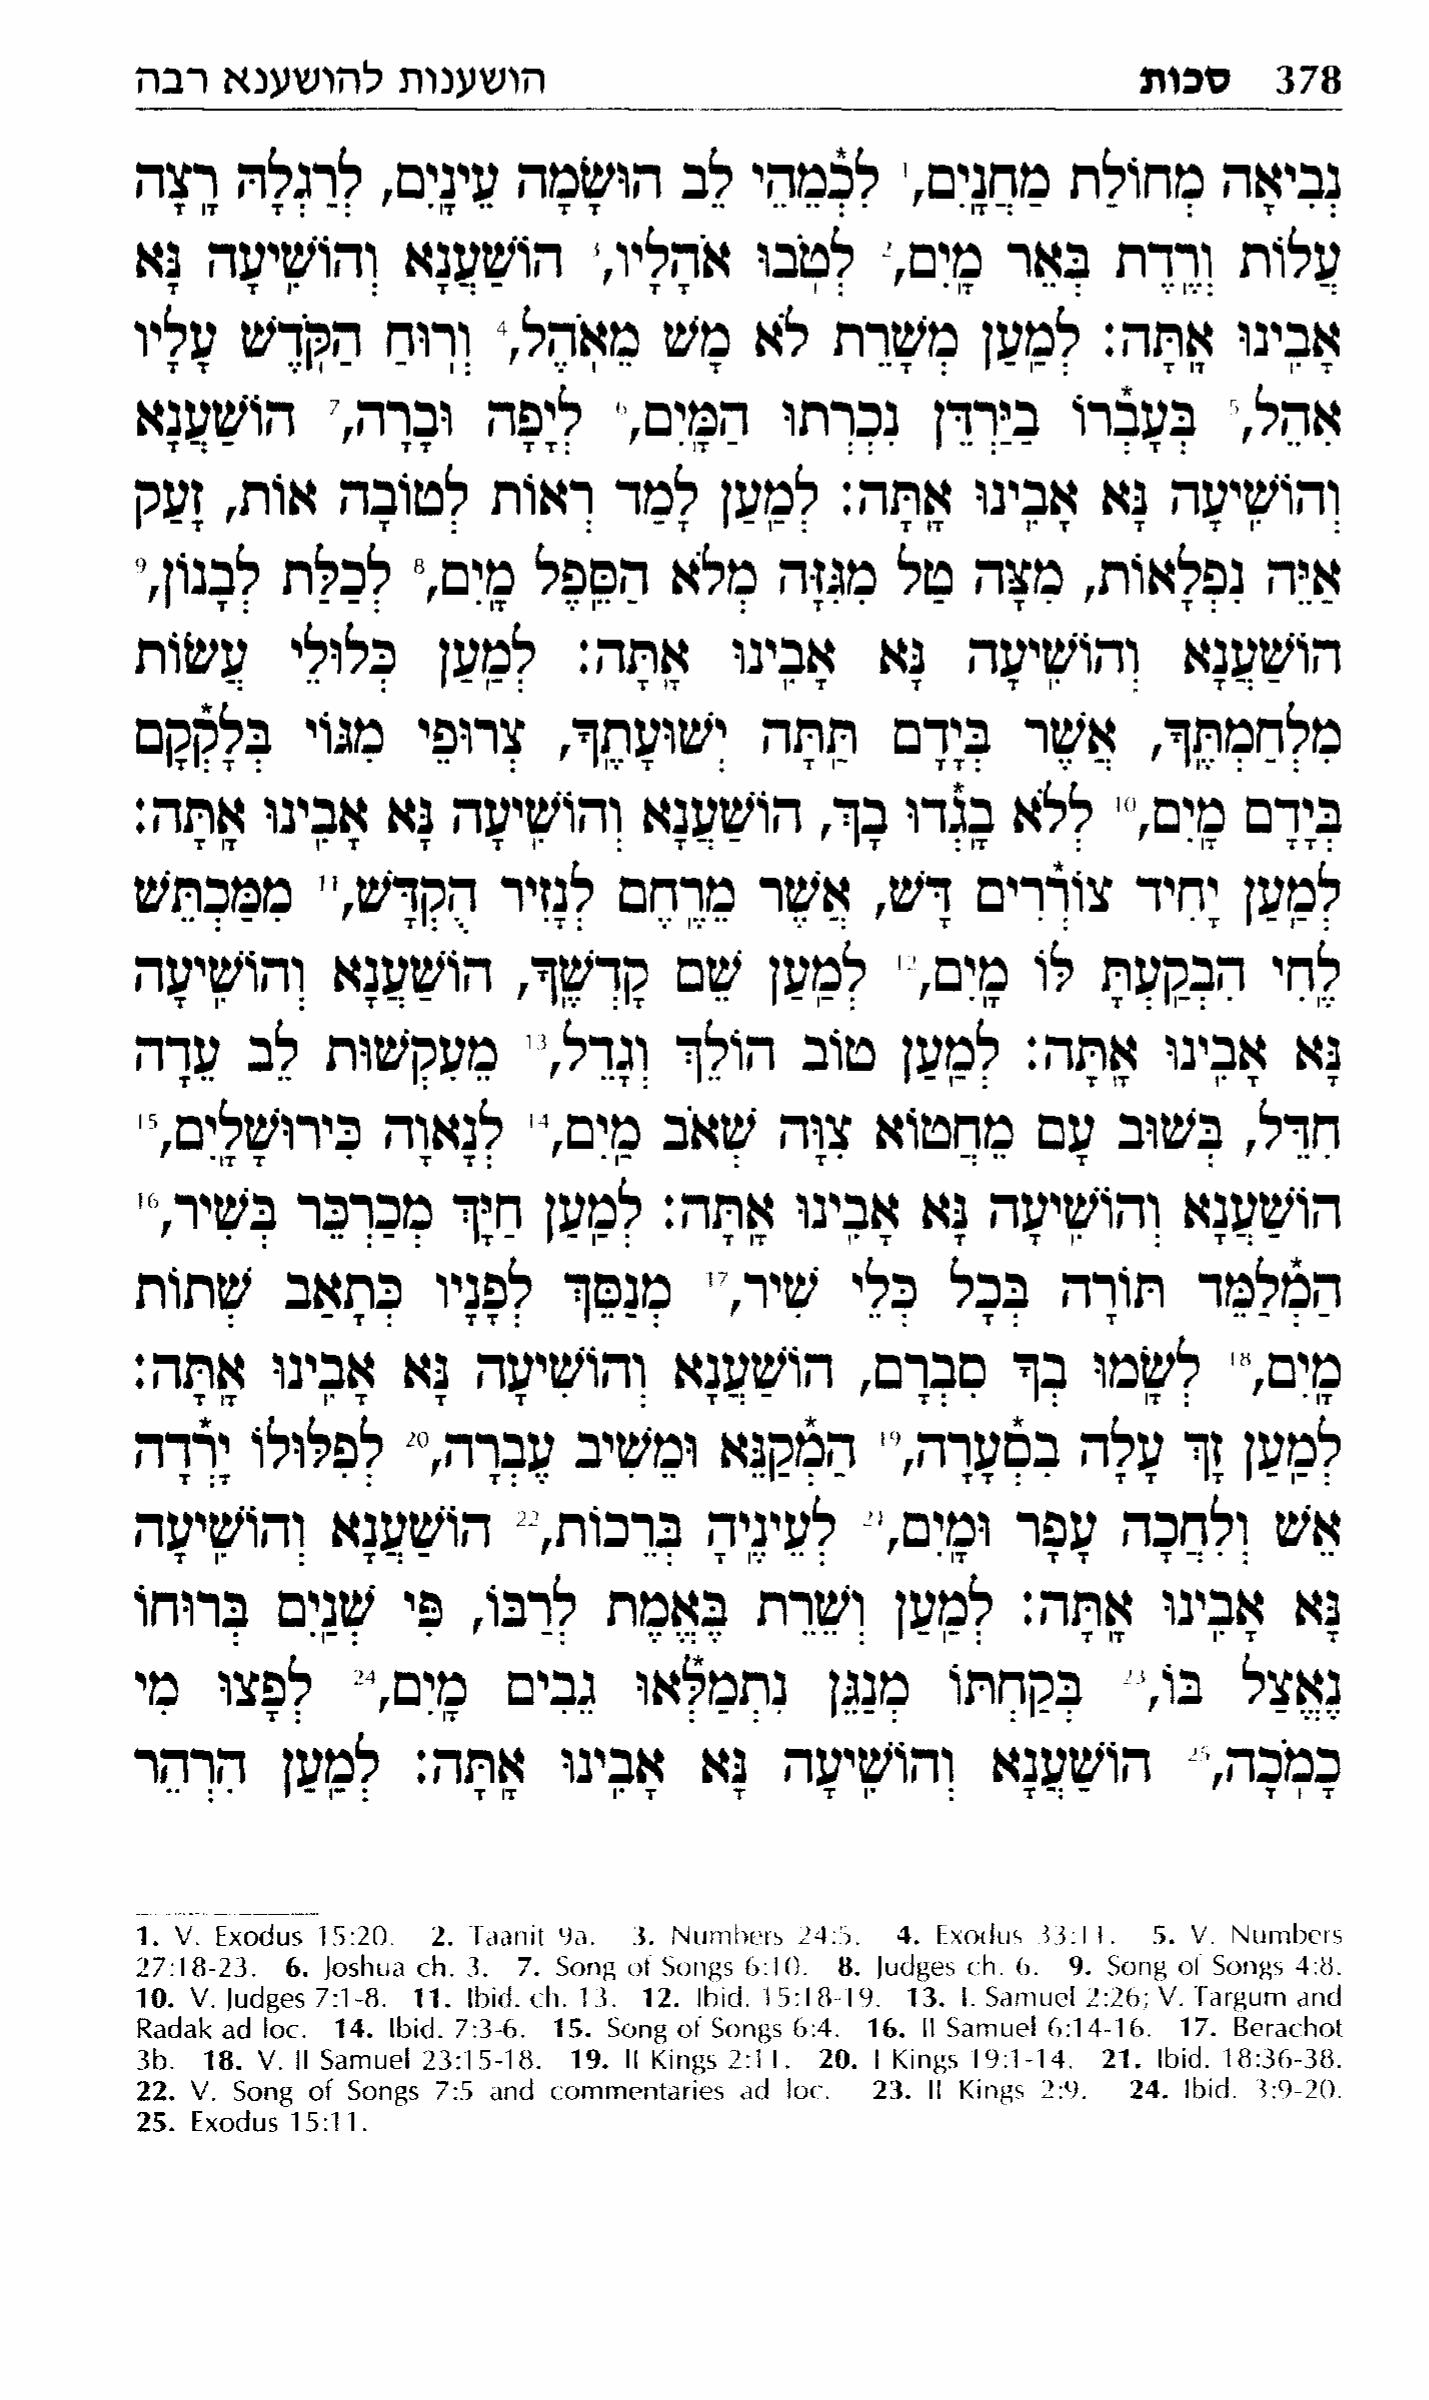 378 סכות הושענות להושענא רבה
נְבִיאָה מְחוֹלַת מַחֲנָֽיִם,¹ לִכְּֿמֵהֵי* לֵב הוּשָֹמָה עֵינָֽיִם, לְרַגְלָהּ רָֽצָה
עֲלוֹת וָרֶֽדֶת בְּאֵר מָֽיִם,² לְטֽבוּ אֹהָלָיו,³ הוֹשַׁעֲנָא וְהוֹשִֽׁיעָה נָּא
אָבִֽינוּ אָֽתָּה: לְמַֽעַן מְשָׁרֵת לֹא מָשׁ מֵאֹֽהֶל,⁴ וְרֽוּחַ הַקֹּֽדֶשׁ עָלָיו
אִהֵל,⁵ בְּעָבְֿרוֹ* בַיַּרְדֵּן נִכְרְתוּ הַמָּֽיִם,⁶ לְיָפָה וּבָרָה,⁷ הוֹשַׁעֲנָא
וְהוֹשִֽׁיעָה נָּא אָבִֽינוּ אָֽתָּה: לְמַֽעַן לָמַד רְאוֹת לְטוֹבָה אוֹת, זָעַק
אַיֵּה נִפְלָאוֹת, מִצָּה טַל מִגִּזָּה מְלֹא הַסֵּֽפֶל מָֽיִם,⁸ לְכַלַּת לְבָנוֹן,⁹
הוֹשַׁעֲנָא וְהוֹשִֽׁיעָה נָּא אָבִֽינוּ אָֽתָּה: לְמַֽעַן כְּלוּלֵי עֲשׂוֹת
מִלְחַמְתֶּֽךָ, אֲשֶׁר בְּיָדָם תַּֽתָּה יְשׁוּעָתֶֽךָ, צְרוּפֵי מִגּוֹי בְּלָקְֿקָם*
בְּיָדָם מָֽיִם,¹⁰ לְלֹא בָֽגְֿדוּ* בָךְ, הוֹשַׁעֲנָא וְהוֹשִֽׁיעָה נָּא אָבִֽינוּ אָֽתָּה:
לְמַֽעַן יָחִיד צוֹרְֿרִים* דָּשׁ, אֲשֶׁר מֵרֶֽחֶם לְנָזִיר הֻקְדָּשׁ,¹¹ מִמַּכְתֵּשׁ
לֶֽחִי הִבְקַֽעְתָּ לּוֹ מָֽיִם,¹² לְמַֽעַן שֵׁם קָדְשֶֽׁךָ, הוֹשַׁעֲנָא וְהוֹשִֽׁיעָה
נָּא אָבִֽינוּ אָֽתָּה: לְמַֽעַן טוֹב הוֹלֵךְ וְגָדֵל,¹³ מֵעִקְּשׁוּת לֵב עֵדָה
חִדֵּל, בְּשׁוּב עָם מֵחֲטוֹא צִוָּה שְׁאֹב מַֽיִם,¹⁴ לְנָאוָה כִּירוּשָׁלָֽיִם,¹⁵
הוֹשַׁעֲנָא וְהוֹשִֽׁיעָה נָּא אָבִֽינוּ אָֽתָּה: לְמַֽעַן חַיָּךְ מְכַרְכֵּר בְּשִׁיר,¹⁶
הַמְֿלַמֵּד* תּוֹרָה בְּכָל כְּלֵי שִׁיר,¹⁷ מְנַסֵּךְ לְפָנָיו כְּתָאַב שְׁתוֹת
מָֽיִם,¹⁸ לְשָֽׂמוּ בְךָ סִבְרָם, הוֹשַׁעֲנָא וְהוֹשִׁיעָה נָּא אָבִֽינוּ אָֽתָּה:
לְמַֽעַן זָךְ עָלָה בִסְֿעָרָה,*¹⁹ הַמְֿקַנֵּא* וּמֵשִׁיב עֶבְרָה,²⁰ לְפִלּוּלוֹ יָרְֿדָה*
אֵשׁ וְלִחֲכָה עָפָר וּמָֽיִם,²¹ לְעֵינֶֽיהָ בְּרֵכוֹת,²² הוֹשַׁעֲנָא וְהוֹשִֽׁיעָה
נָּא אָבִֽינוּ אָֽתָּה: לְמַֽעַן וְשֵׁרֵת בֶּאֱמֶת לְרַבּוֹ, פִּי שְׁנַֽיִם בְּרוּחוֹ
נֶאֱצַל בּוֹ,²³ בְּקַחְתּוֹ מְנַגֵּן נִתְמַלְּֿאוּ* גֵבִים מָֽיִם,²⁴ לְפָצוּ מִי
כָמֹֽכָה,²⁵ הוֹשַׁעֲנָא וְהוֹשִֽׁיעָה נָּא אָבִֽינוּ אָֽתָּה: לְמַֽעַן הִרְהֵר
1. V. Exodus 15:20. 2. Taanit 9a. 3. Numbers 24:5. 4. Exodus 33:11. 5. V. Numbers
27:18-23. 6. Joshua ch. 3. 7. Song of Songs 6:10. 8. Judges ch. 6. 9. Song of Songs 4:8.
10. V. Judges 7:1-8. 11. Ibid. ch. 13. 12. Ibid. 15:18-19. 13. I. Samuel 2:26; V. Targum and
Radak ad loc. 14. Ibid. 7:3-6. 15. Song of Songs 6:4. 16. II Samuel 6:14-16. 17. Berachot
3b. 18. V. II Samuel 23:15-18. 19. II Kings 2:11. 20. I Kings 19:1-14. 21. Ibid. 18:36-38.
22. V. Song of Songs 7:5 and commentaries ad loc. 23. II Kings 2:9. 24. Ibid. 3:9-20.
25. Exodus 15:11.